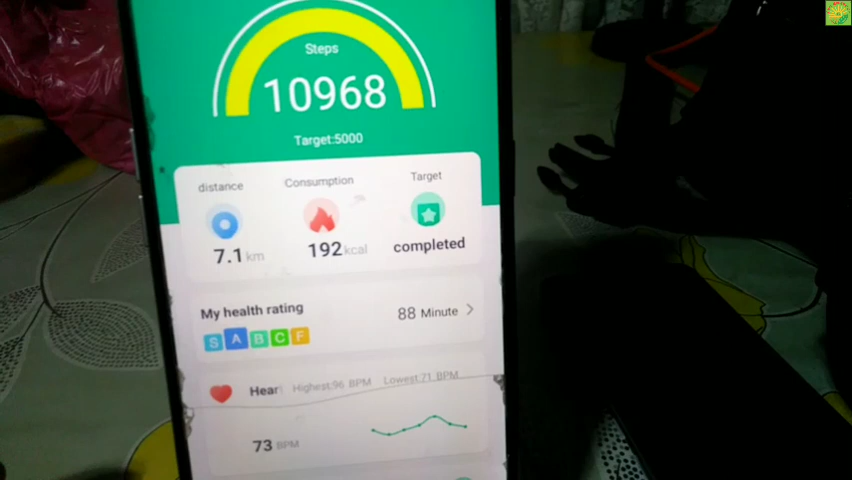 Steps
10968
Target:5000
distance
Consumption
Target
7.1 km
192 kcal
completed
My health rating
88 Minute
S A B C F
Hear
Highest:96 BPM
Lowest:71 BPM
73 BPM